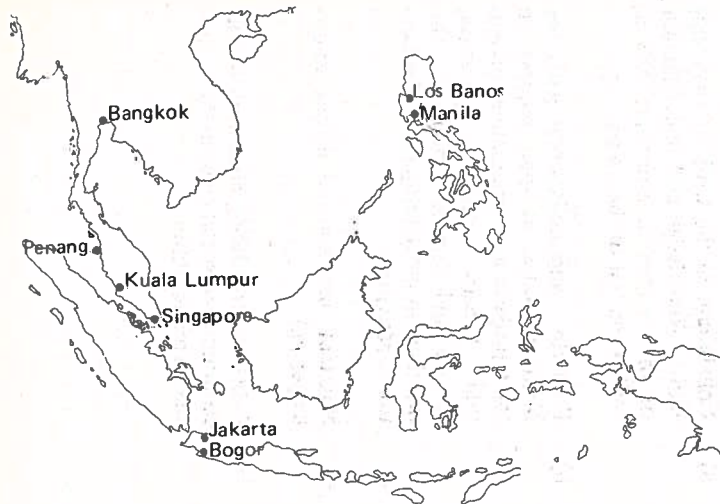 Los Banos
Manila
Bangkok
Penang
Kuala Lumpur
Singapore
Jakarta
Bogor